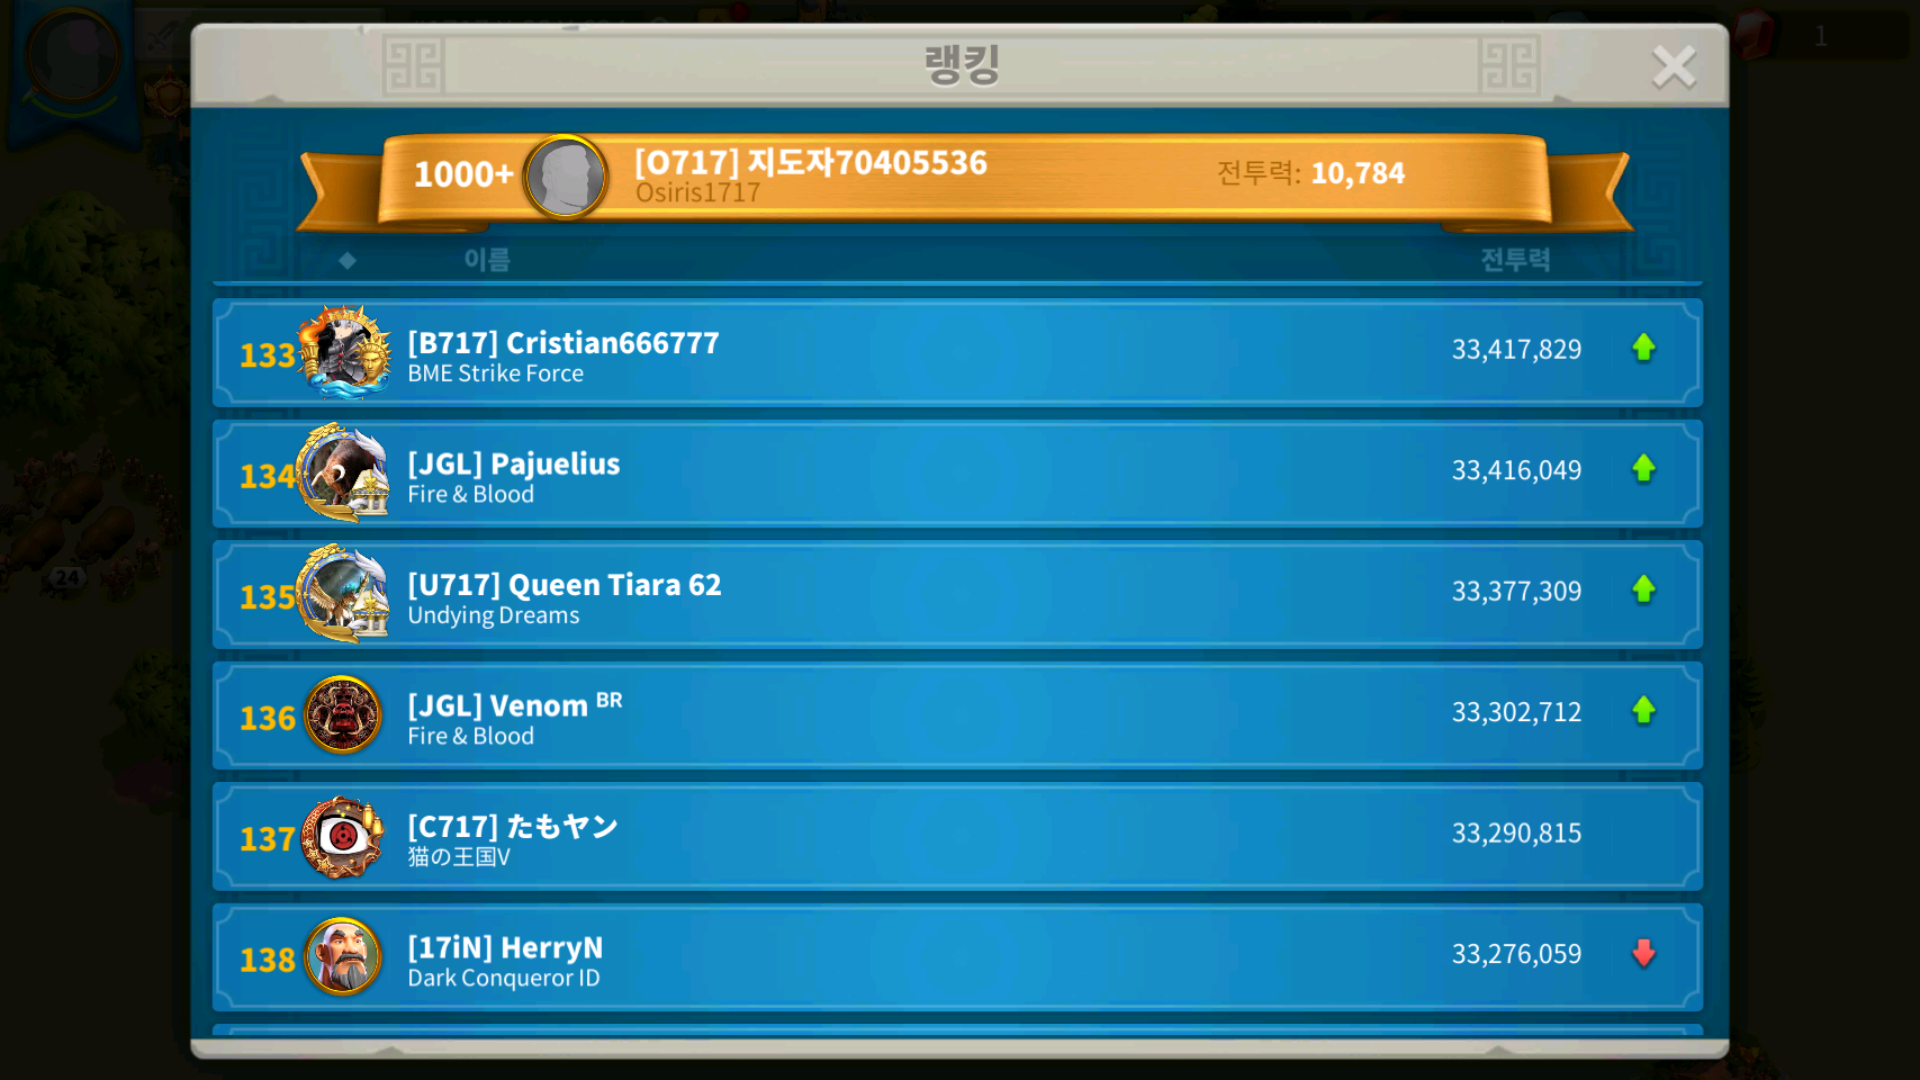 랭킹
1
1000+
[O717] 지도자70405536
Osiris1717
전투력: 10,784
이름 전투력
133
[B717] Cristian666777
BME Strike Force
33,417,829
134
[JGL] Pajuelius
Fire & Blood
33,416,049
135
[U717] Queen Tiara 62
Undying Dreams
33,377,309
24
136
[JGL] Venom ᴮᴿ
Fire & Blood
33,302,712
137
[C717] たもヤン
猫の王国V
33,290,815
138
[17iN] HerryN
Dark Conqueror ID
33,276,059